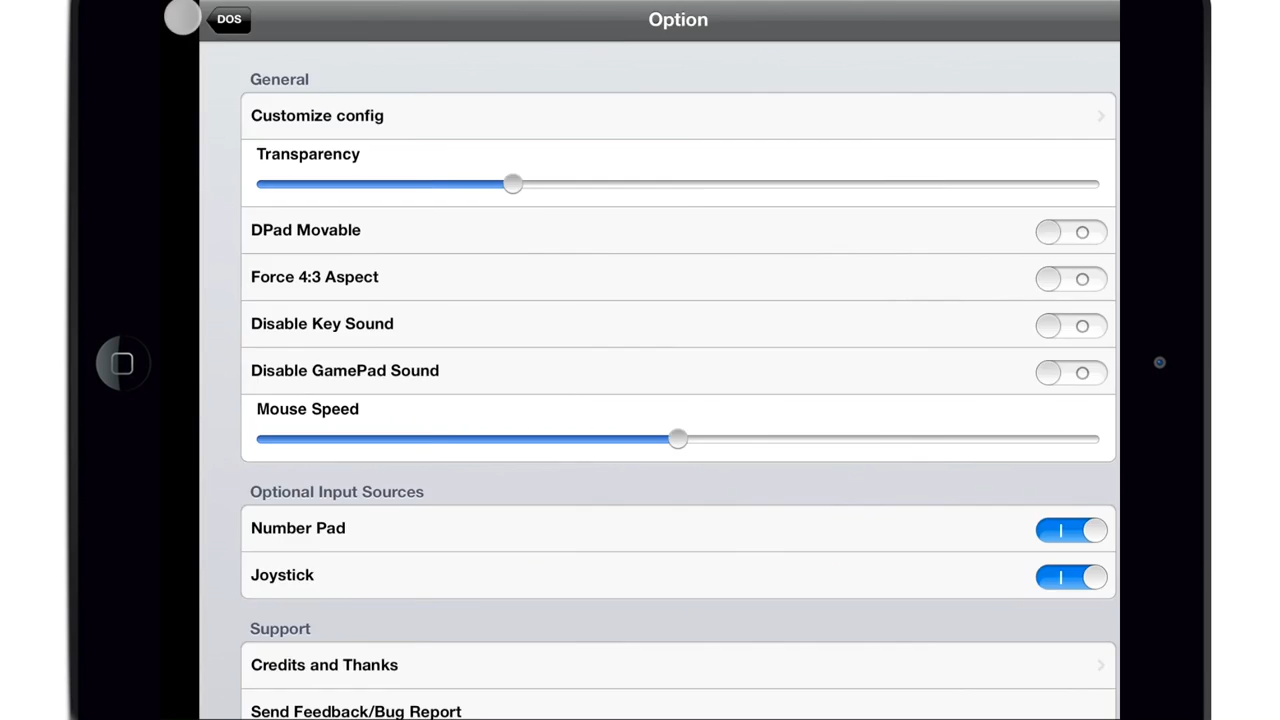 DOS
Option
General
Customize config
Transparency
DPad Movable
Force 4:3 Aspect
Disable Key Sound
Disable GamePad Sound
Mouse Speed
Optional Input Sources
Number Pad
Joystick
Support
Credits and Thanks
Send Feedback/Bug Report